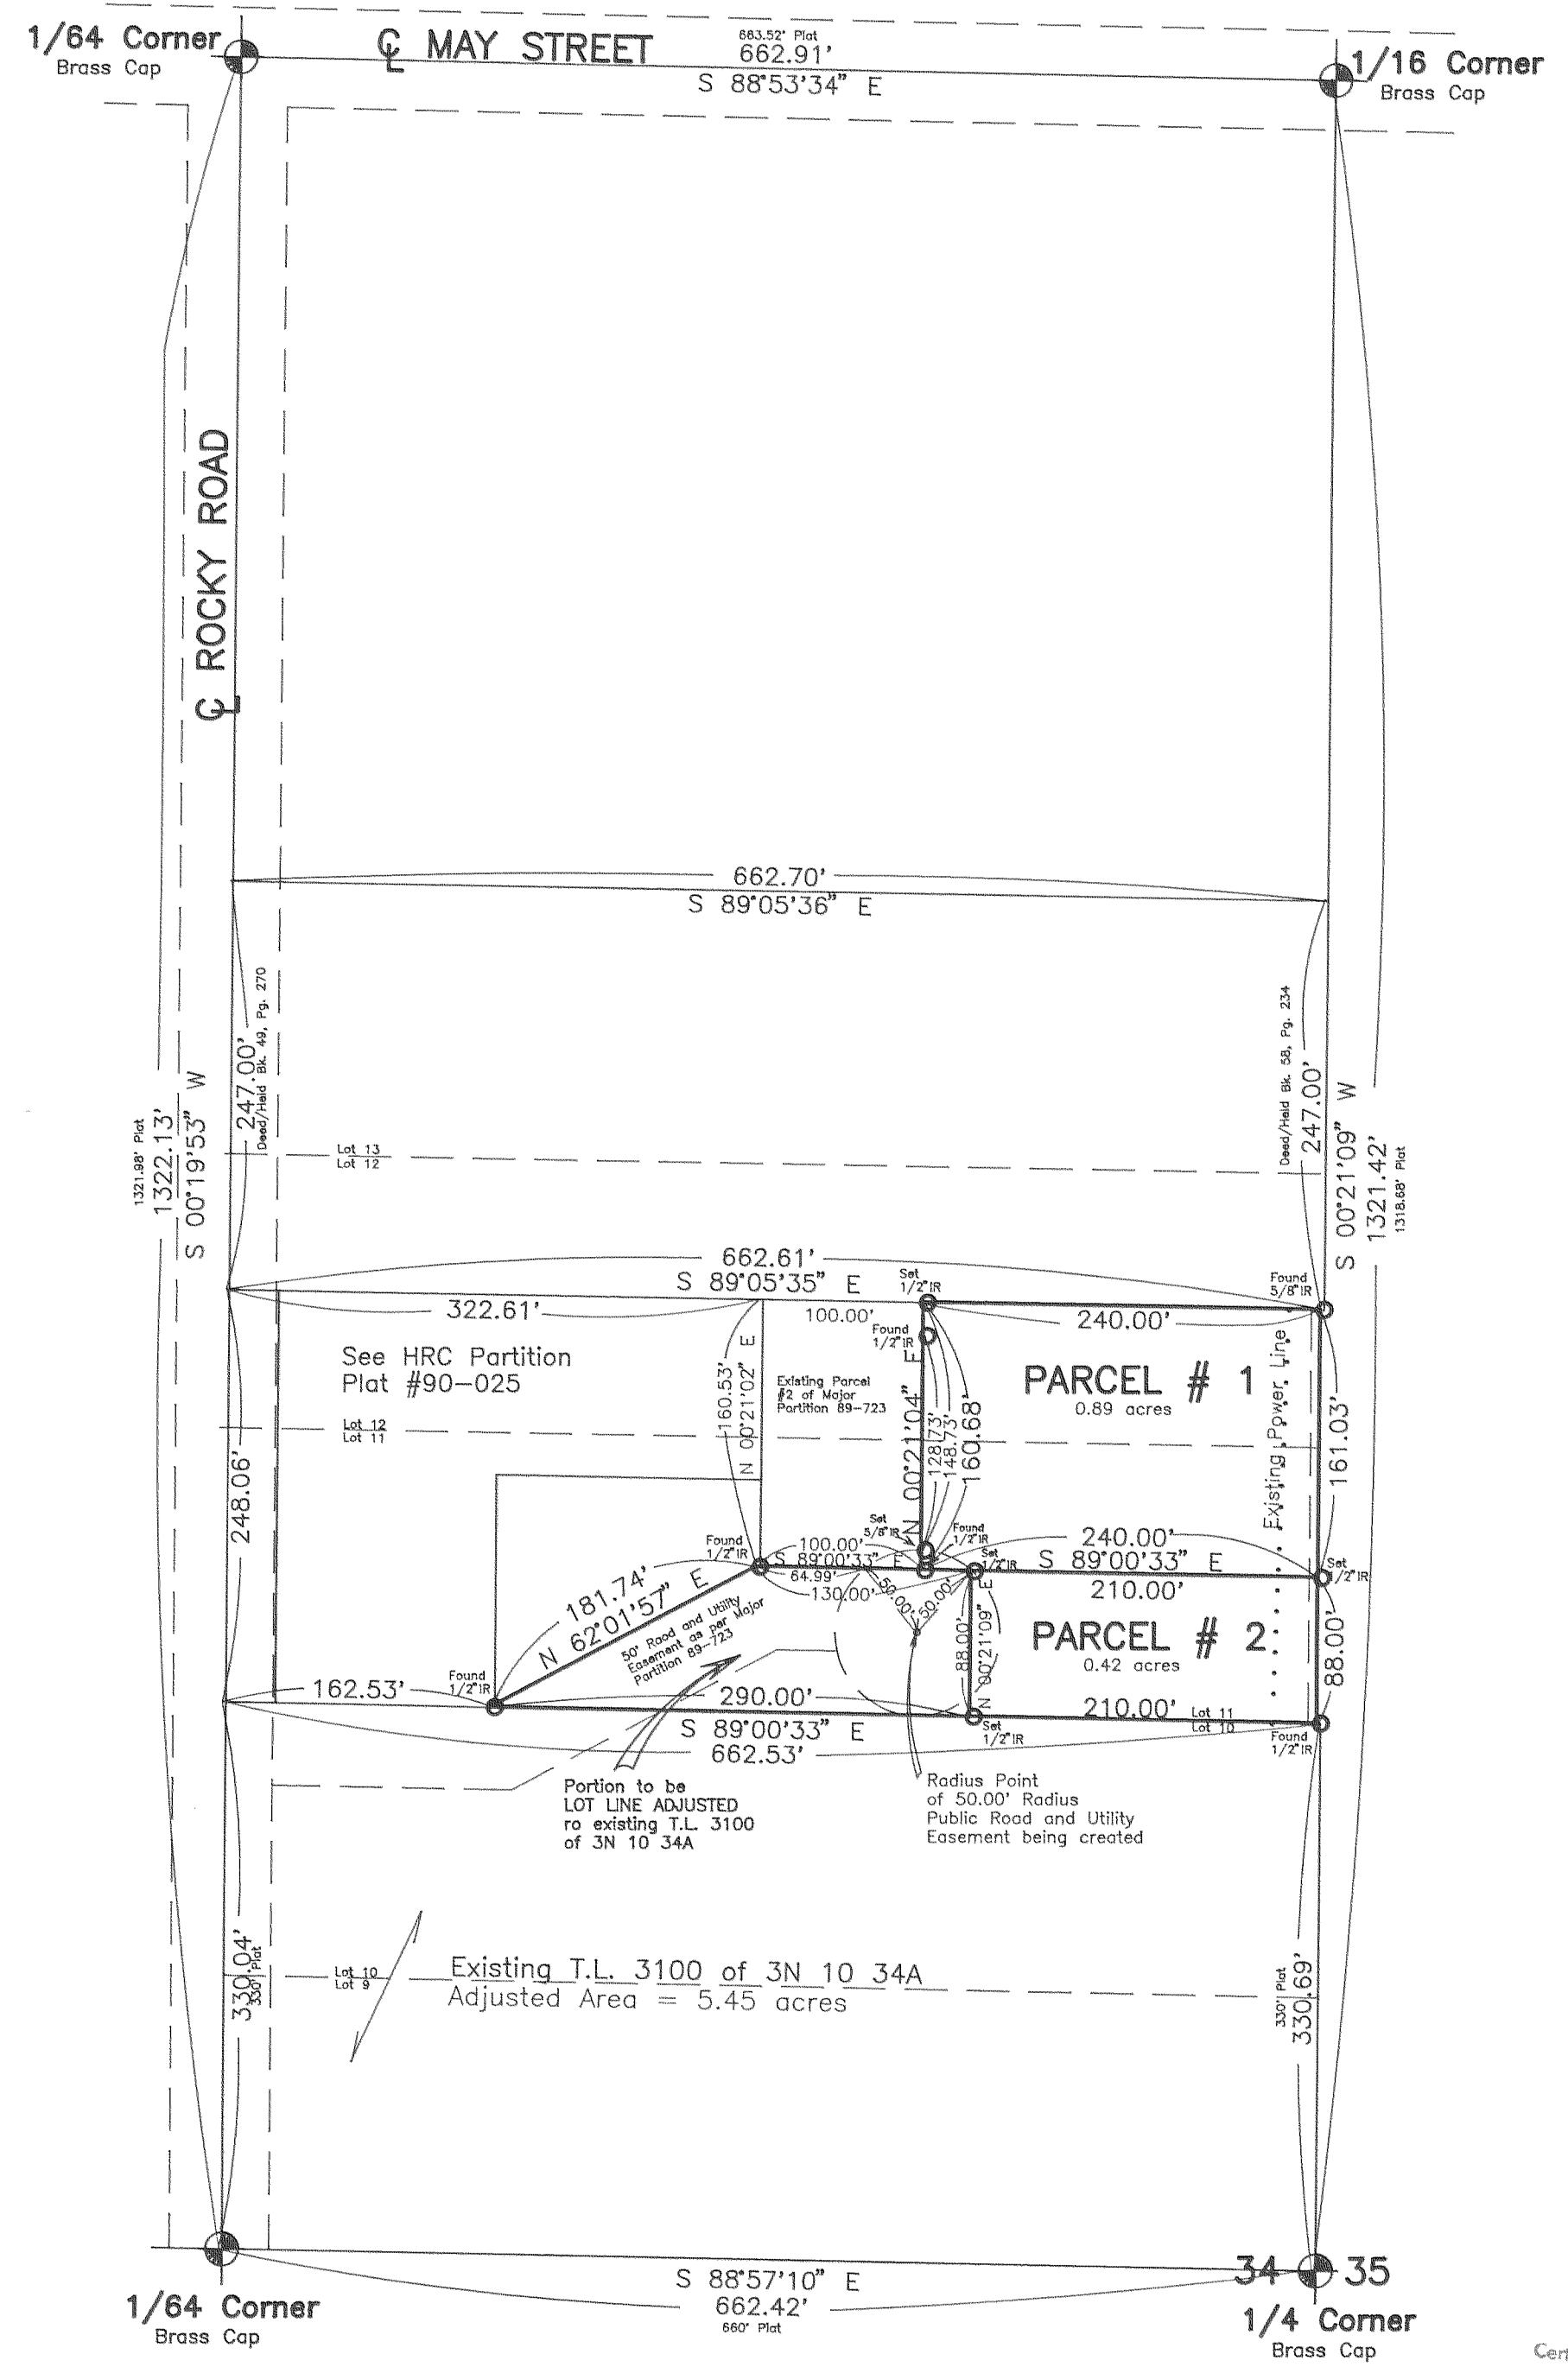 1/64 Corner
Brass Cap
℄ MAY STREET
663.52' Plat
662.91'
S 88°53'34" E
1/16 Corner
Brass Cap
℄ ROCKY ROAD
662.70'
S 89°05'36" E
247.00'
Deed/Held Bk. 49, Pg. 270
Deed/Held Bk. 58, Pg. 234
247.00'
1321.98' Plat
1322.13'
S 00°19'53" W
S 00°21'09" W
1321.42'
1318.68' Plat
Lot 13
Lot 12
662.61'
S 89°05'35" E
322.61'
100.00'
Set
1/2" IR
Found
5/8" IR
240.00'
Found
1/2" IR
See HRC Partition
Plat #90-025
Existing Parcel
#2 of Major
Partition 89-723
PARCEL # 1
0.89 acres
Existing Power Line
160.53'
N 00°21'02" E
N 00°21'04" E
128.73'
148.73'
160.68'
161.03'
Lot 12
Lot 11
248.06'
Set
5/8" IR
Found
1/2" IR
Found
1/2" IR
100.00'
S 89°00'33" E
64.99'
130.00'
Set
1/2" IR
240.00'
S 89°00'33" E
210.00'
Set
1/2" IR
181.74'
N 62°01'57" E
50' Road and Utility
Easement as per Major
Partition 89-723
50.00'
50.00'
88.00'
N 00°21'09" E
PARCEL # 2
0.42 acres
88.00'
162.53'
Found
1/2" IR
290.00'
S 89°00'33" E
662.53'
Set
1/2" IR
210.00'
Lot 11
Lot 10
Found
1/2" IR
Portion to be
LOT LINE ADJUSTED
ro existing T.L. 3100
of 3N 10 34A
Radius Point
of 50.00' Radius
Public Road and Utility
Easement being created
330.04'
330' Plat
Lot 10
Lot 9
Existing T.L. 3100 of 3N 10 34A
Adjusted Area = 5.45 acres
330' Plat
330.69'
S 88°57'10" E
662.42'
660' Plat
34
35
1/64 Corner
Brass Cap
1/4 Corner
Brass Cap
Cer